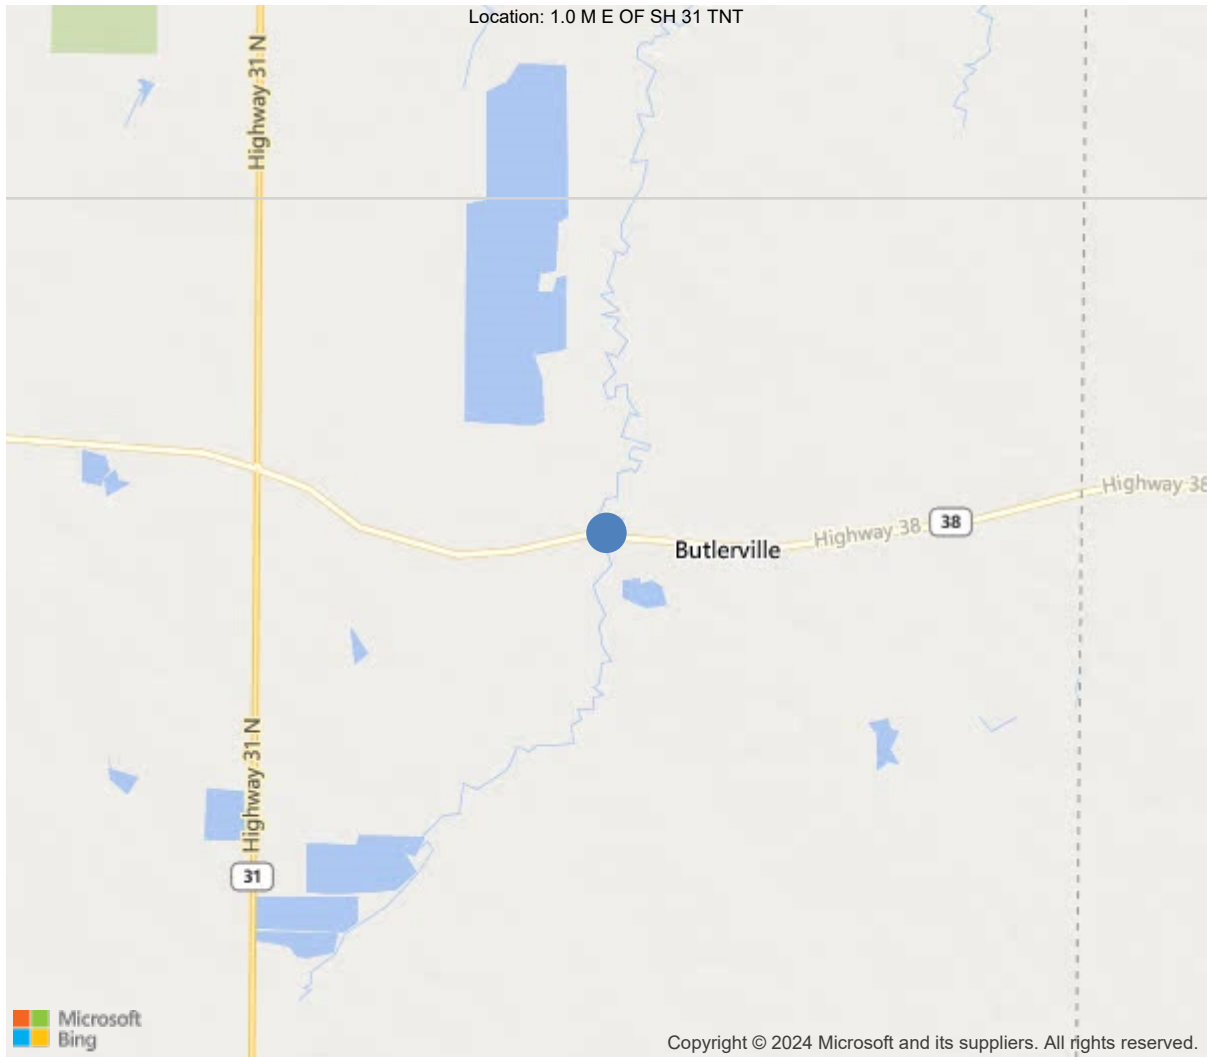 Location: 1.0 M E OF SH 31 TNT
Highway 31 N
Highway 38
38
Highway 38
Butlerville
Highway 31 N
31
Microsoft
Bing
Copyright © 2024 Microsoft and its suppliers. All rights reserved.